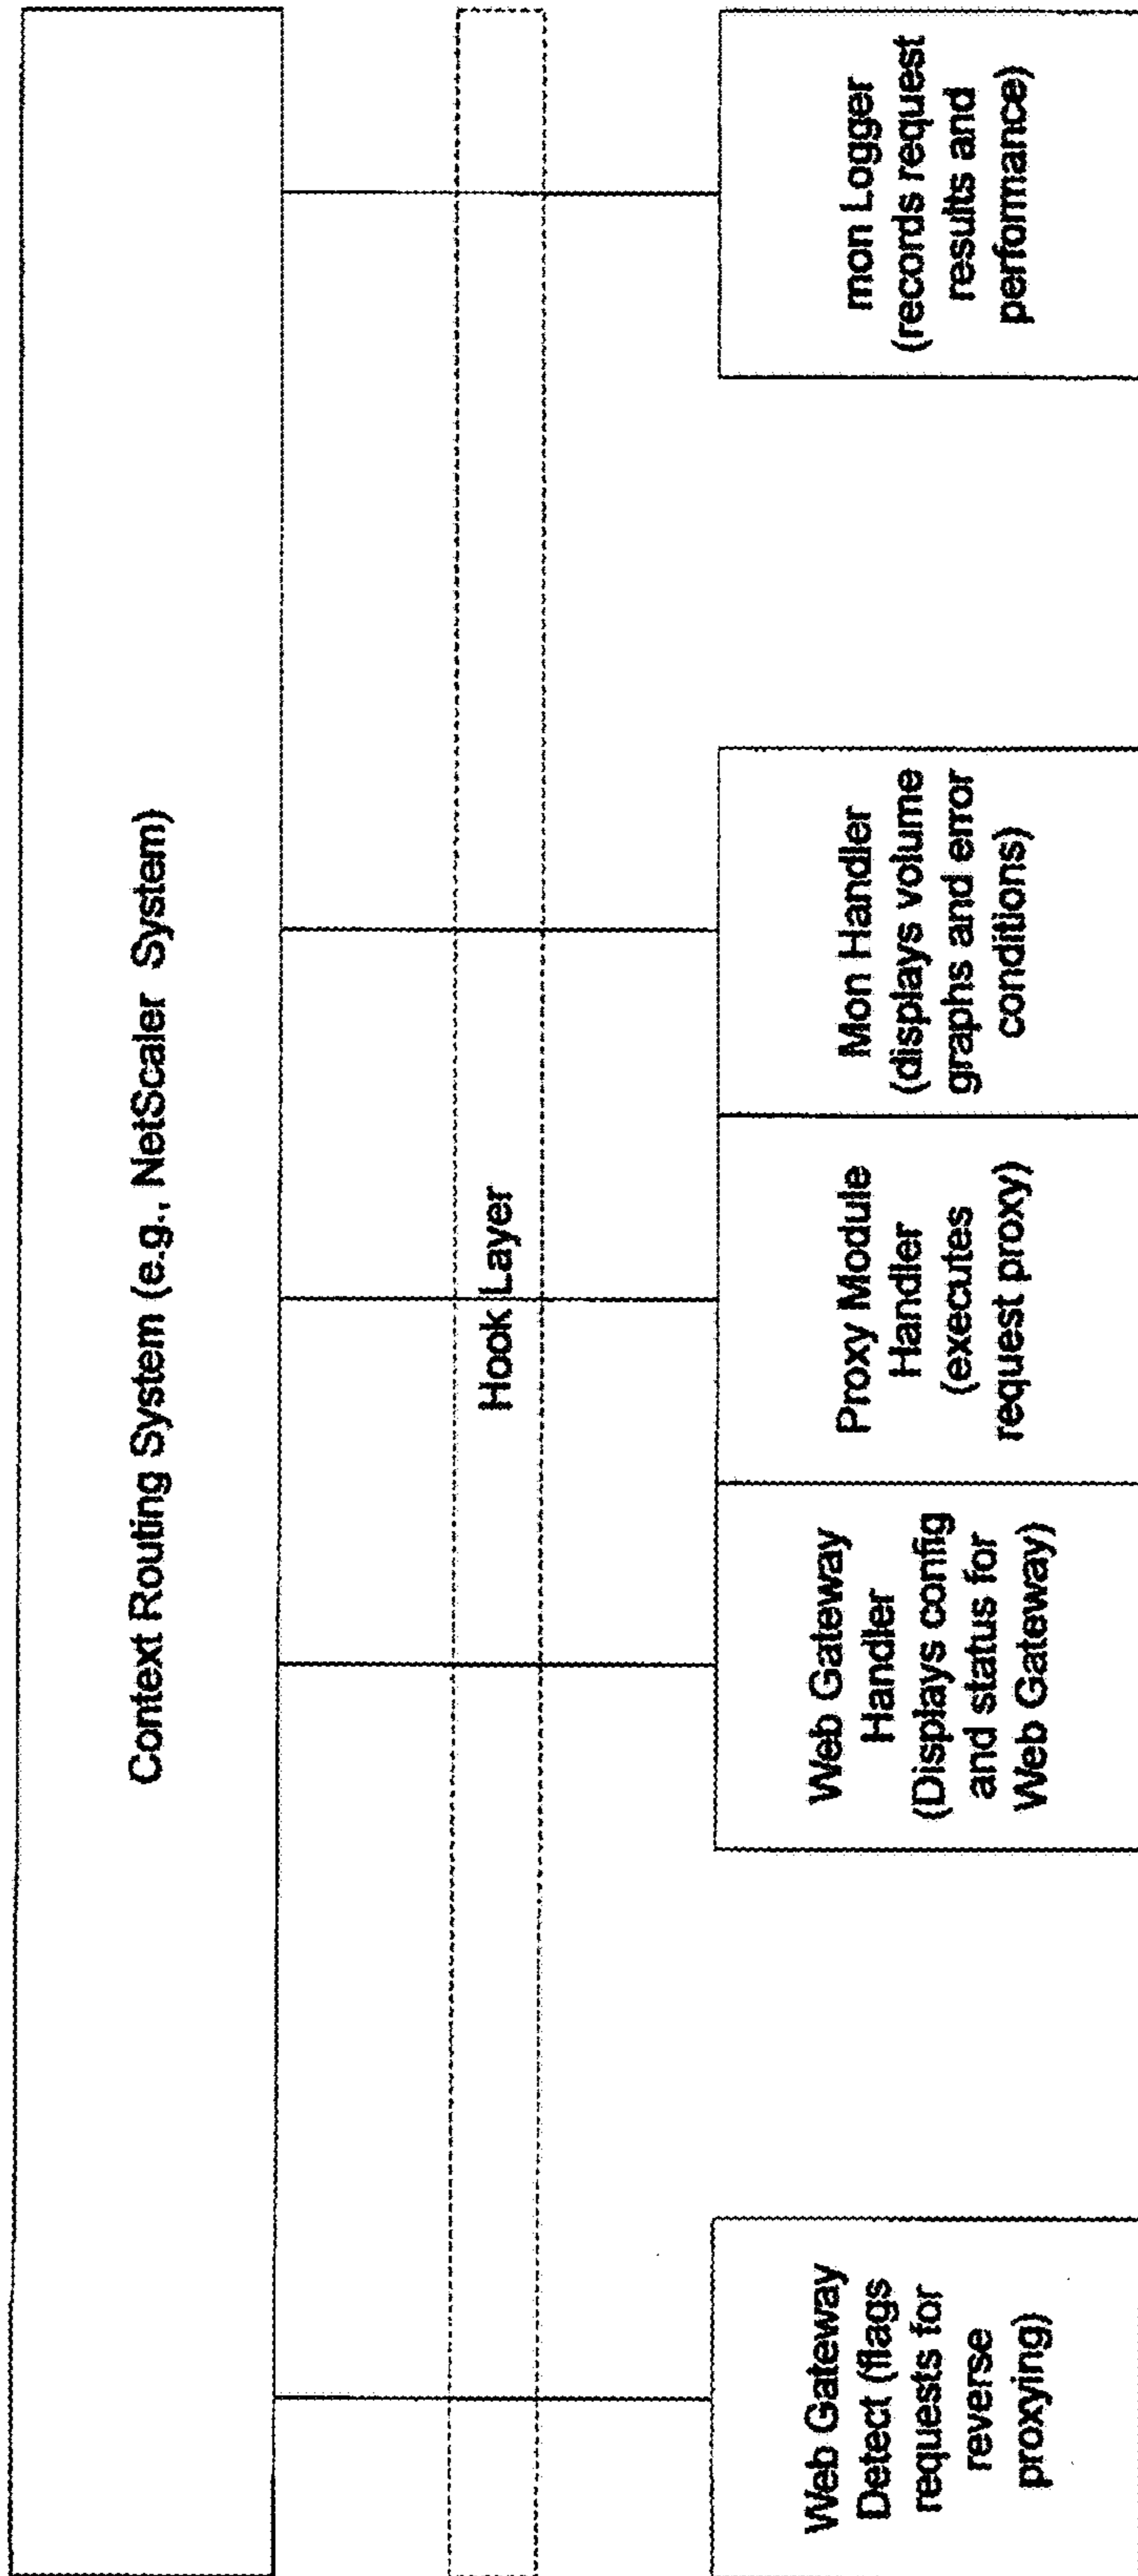 Context Routing System (e.g., NetScaler System)
Hook Layer
Web Gateway
Detect (flags
requests for
reverse
proxying)
Web Gateway
Handler
(Displays config
and status for
Web Gateway)
Proxy Module
Handler
(executes
request proxy)
Mon Handler
(displays volume
graphs and error
conditions)
mon Logger
(records request
results and
performance)